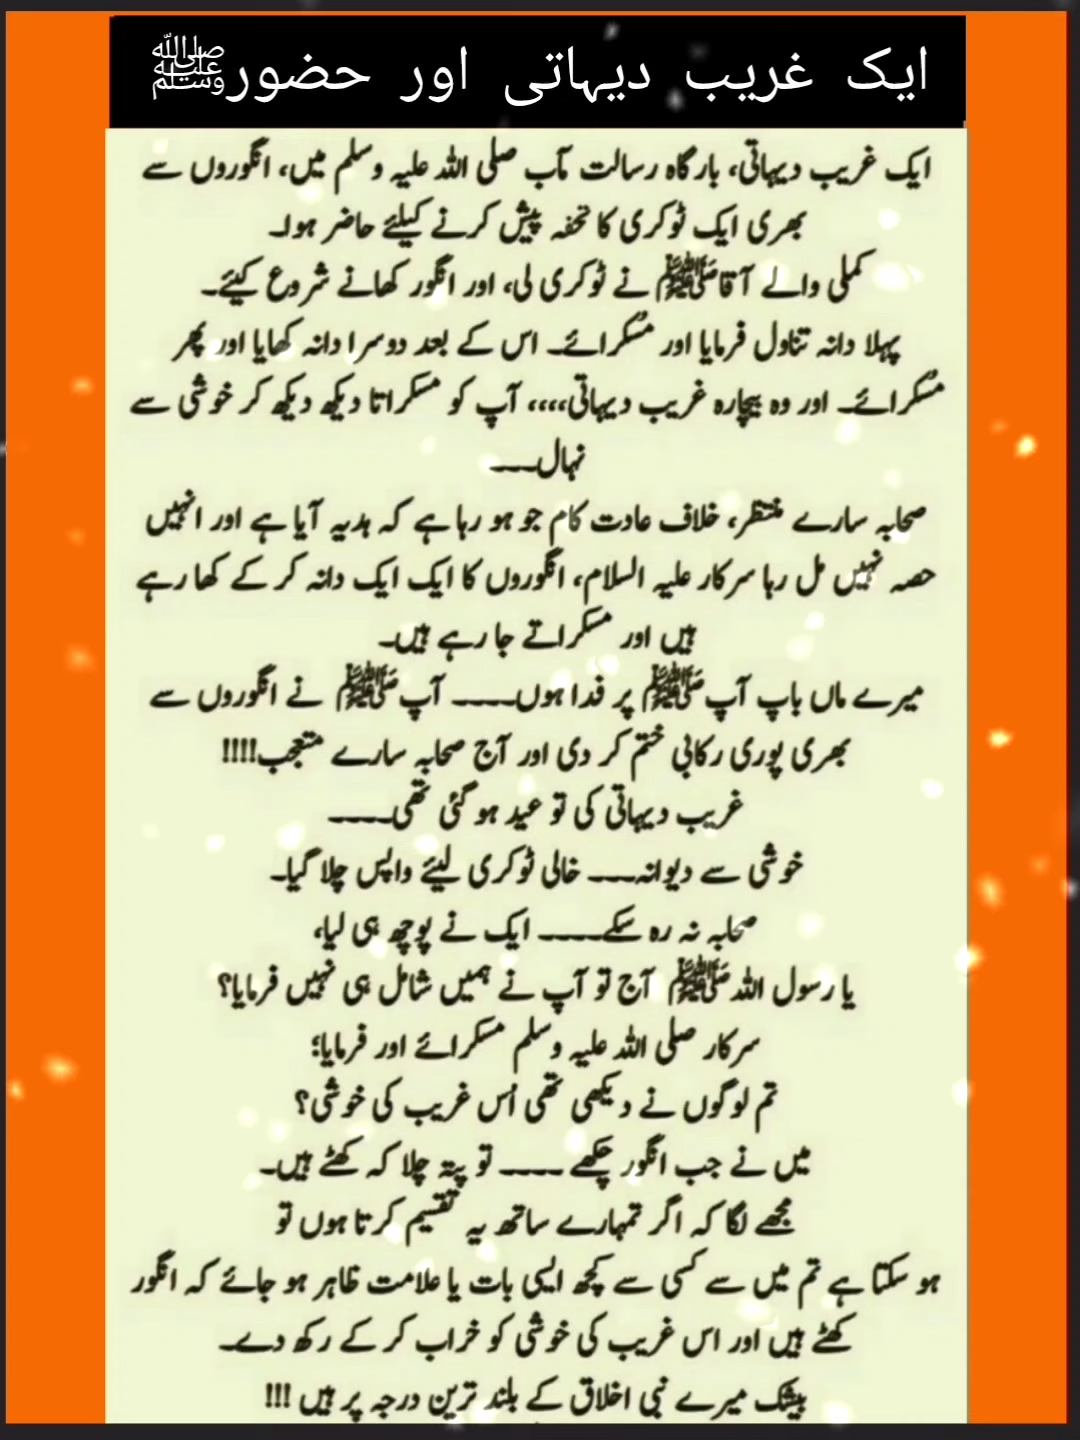 ایک غریب دیہاتی اور حضورﷺ
ایک غریب دیہاتی، بارگاہ رسالت مآب صلی اللہ علیہ وسلم میں، انگوروں سے
بھری ایک ٹوکری کا تحفہ پیش کرنے کیلئے حاضر ہوا۔
کملی والے آقاﷺ نے ٹوکری لی، اور انگور کھانے شروع کیئے۔
پہلا دانہ تناول فرمایا اور مُسکرائے۔ اس کے بعد دوسرا دانہ کھایا اور پھر
مُسکرائے۔ اور وہ بیچارہ غریب دیہاتی،،،، آپ کو مسکراتا دیکھ دیکھ کر خوشی سے
نہال۔۔۔
صحابہ سارے منتظر، خلاف عادت کام جو ہو رہا ہے کہ ہدیہ آیا ہے اور انہیں
حصہ نہیں مل رہا سرکار علیہ السلام، انگوروں کا ایک ایک دانہ کر کے کھا رہے
ہیں اور مسکراتے جا رہے ہیں۔
میرے ماں باپ آپﷺ پر فدا ہوں۔۔۔۔ آپﷺ نے انگوروں سے
بھری پوری رکابی ختم کر دی اور آج صحابہ سارے متعجب!!!!
غریب دیہاتی کی تو عید ہو گئی تھی۔۔۔۔
خوشی سے دیوانہ۔۔۔ خالی ٹوکری لیئے واپس چلا گیا۔
صحابہ نہ رہ سکے۔۔۔۔ ایک نے پوچھ ہی لیا،
یا رسول اللہﷺ آج تو آپ نے ہمیں شامل ہی نہیں فرمایا؟
سرکار صلی اللہ علیہ وسلم مسکرائے اور فرمایا؛
تم لوگوں نے دیکھی تھی اُس غریب کی خوشی؟
میں نے جب انگور چکھے ۔۔۔۔ تو پتہ چلا کہ کھٹے ہیں۔
مجھے لگا کہ اگر تمہارے ساتھ یہ تقسیم کرتا ہوں تو
ہو سکتا ہے تم میں سے کسی سے کچھ ایسی بات یا علامت ظاہر ہو جائے کہ انگور
کھٹے ہیں اور اس غریب کی خوشی کو خراب کر کے رکھ دے۔
بیشک میرے نبی اخلاق کے بلند ترین درجہ پر ہیں !!!